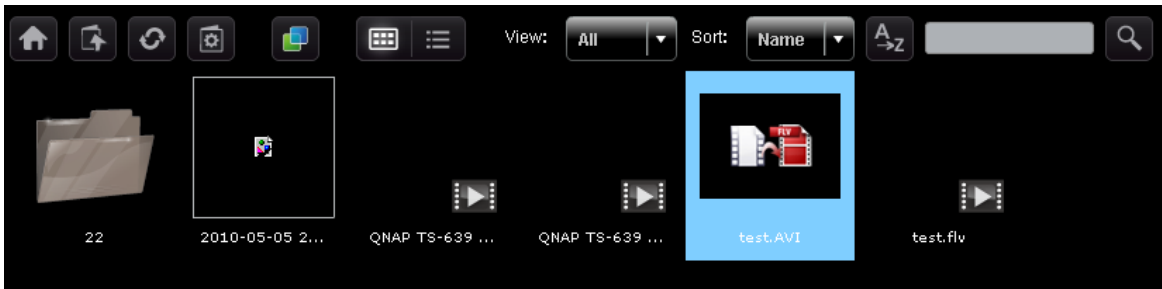 View: All Sort: Name A Z
FLV
22 2010-05-05 2... QNAP TS-639 ... QNAP TS-639 ... test.AVI test.flv